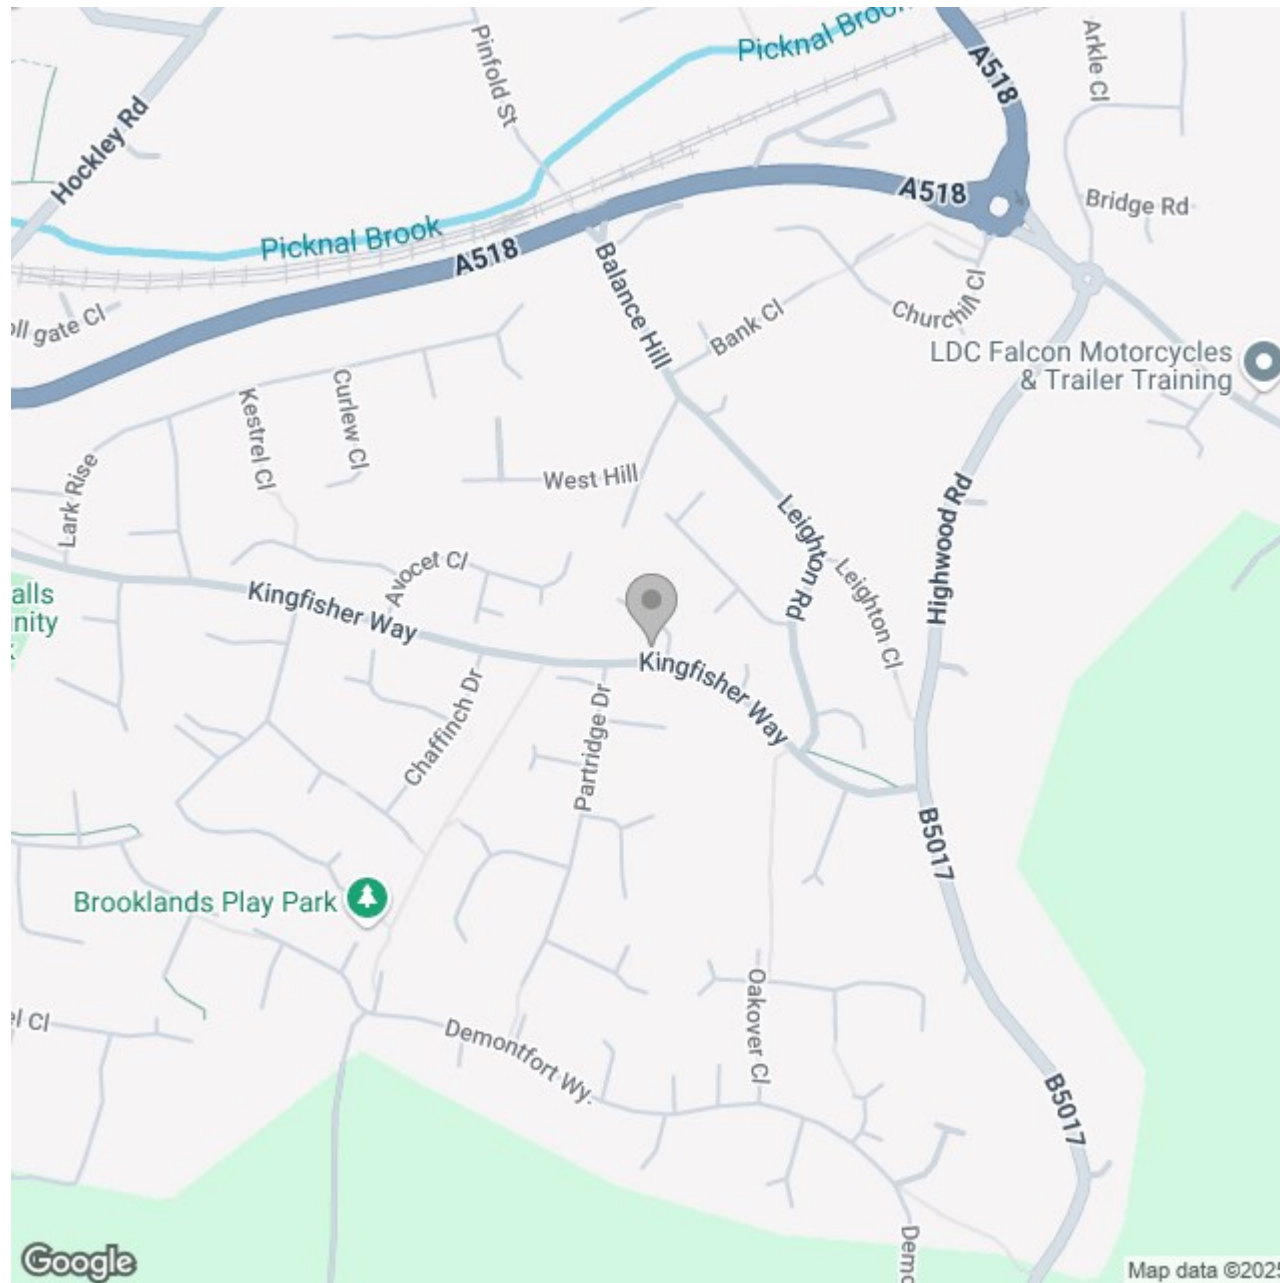 Picknal Brook
A518
Arkle Cl
Pinfold St
Hockley Rd
Bridge Rd
A518
Picknal Brook
A518
Balance Hill
Churchill Cl
oll gate Cl
Bank Cl
LDC Falcon Motorcycles
& Trailer Training
Kestrel Cl
Curlew Cl
Lark Rise
West Hill
Highwood Rd
Leighton Rd
Leighton Cl
Avocet Cl
Kingfisher Way
alls
nity
Kingfisher Way
Chaffinch Dr
Partridge Dr
B5017
Brooklands Play Park
Oakover Cl
el Cl
Demontfort Wy.
B5017
Demo
Google
Map data ©2025